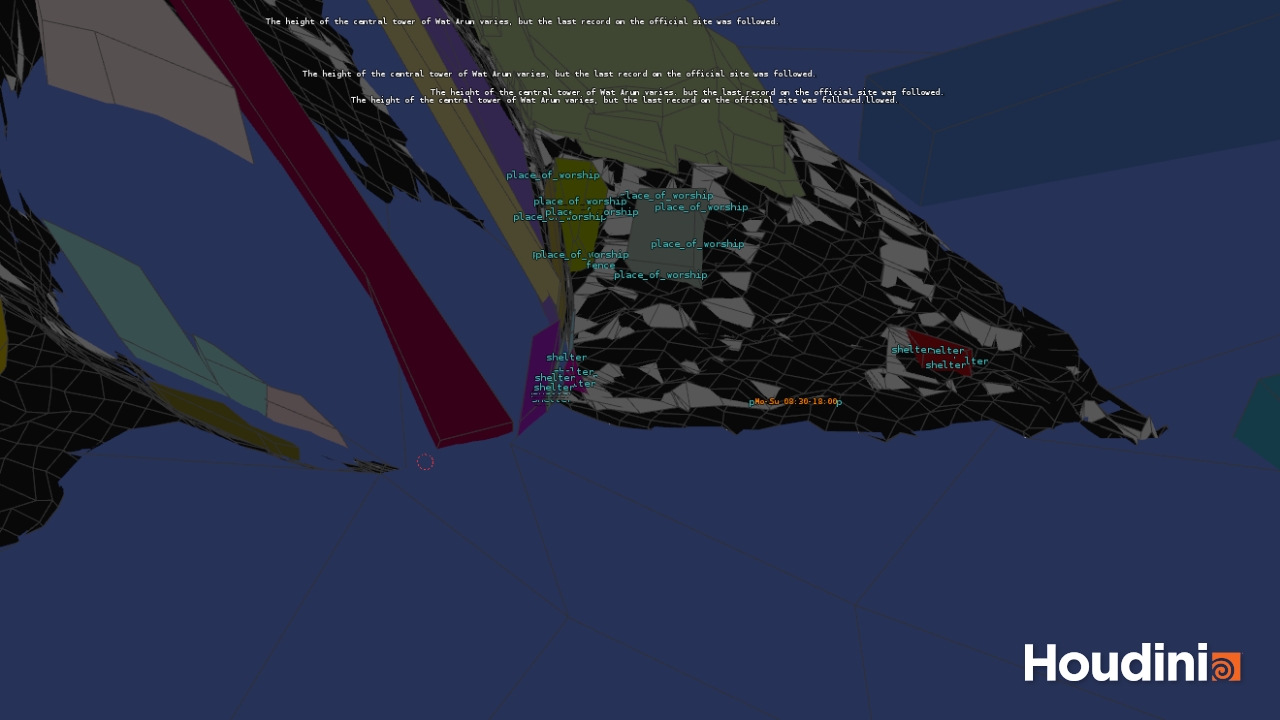 The height of the central tower of Wat Arun varies, but the last record on the official site was followed.
The height of the central tower of Wat Arun varies, but the last record on the official site was followed.
The height of the central tower of Wat Arun varies, but the last record on the official site was followed.
The height of the central tower of Wat Arun varies, but the last record on the official site was followed.llowed.
place_of_worship
place_of_worship
place_of_worship
place_of_worship
place_of_worship
place_of_worship
place_of_worship
fence
place_of_worship
shelter
shelter
shelter
shelter
shelter
Mo-Su 08:30-18:00
Houdini